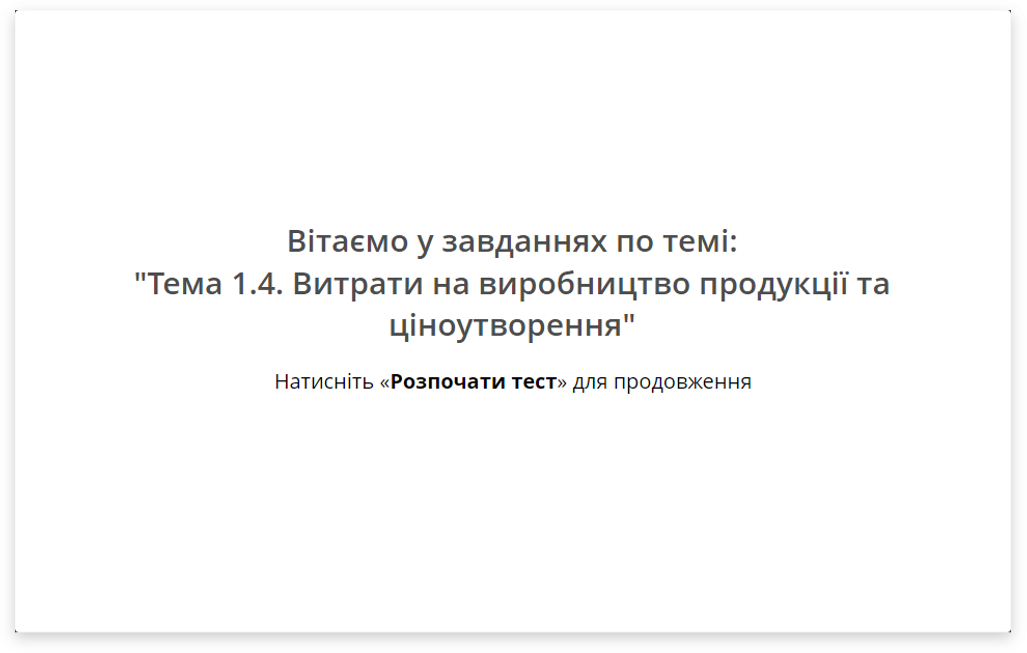 Вітаємо у завданнях по темі:
"Тема 1.4. Витрати на виробництво продукції та
ціноутворення"
Натисніть «Розпочати тест» для продовження